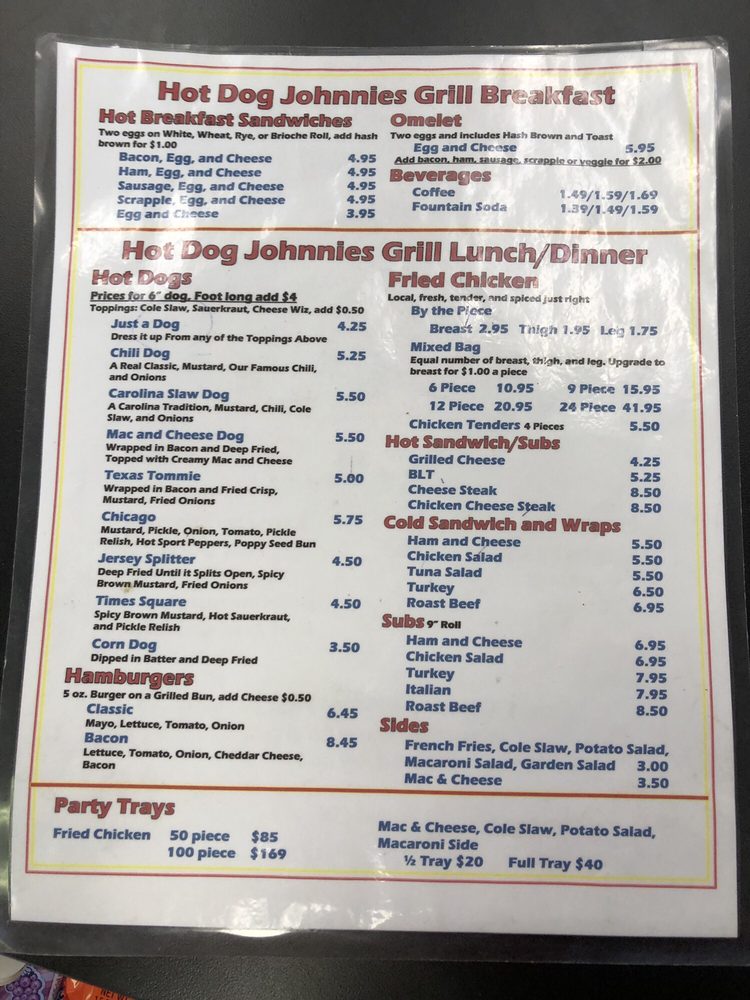 Hot Dog Johnnies Grill Breakfast
Hot Breakfast Sandwiches
Two eggs on White, Wheat, Rye, or Brioche Roll, add hash
brown for $1.00
Bacon, Egg, and Cheese 4.95
Ham, Egg, and Cheese 4.95
Sausage, Egg, and Cheese 4.95
Scrapple, Egg, and Cheese 4.95
Egg and Cheese 3.95
Omelet
Two eggs and includes Hash Brown and Toast
Egg and Cheese 5.95
Add bacon, ham, sausage, scrapple or veggie for $2.00
Beverages
Coffee 1.49/1.59/1.69
Fountain Soda 1.39/1.49/1.59
Hot Dog Johnnies Grill Lunch/Dinner
Hot Dogs
Prices for 6" dog, Foot long add $4
Toppings: Cole Slaw, Sauerkraut, Cheese Wiz, add $0.50
Just a Dog 4.25
Dress it up From any of the Toppings Above
Chili Dog 5.25
A Real Classic, Mustard, Our Famous Chili,
and Onions
Carolina Slaw Dog 5.50
A Carolina Tradition, Mustard, Chili, Cole
Slaw, and Onions
Mac and Cheese Dog 5.50
Wrapped in Bacon and Deep Fried,
Topped with Creamy Mac and Cheese
Texas Tommie 5.00
Wrapped in Bacon and Fried Crisp,
Mustard, Fried Onions
Chicago 5.75
Mustard, Pickle, Onion, Tomato, Pickle
Relish, Hot Sport Peppers, Poppy Seed Bun
Jersey Splitter 4.50
Deep Fried Until it Splits Open, Spicy
Brown Mustard, Fried Onions
Times Square 4.50
Spicy Brown Mustard, Hot Sauerkraut,
and Pickle Relish
Corn Dog 3.50
Dipped in Batter and Deep Fried
Hamburgers
5 oz. Burger on a Grilled Bun, add Cheese $0.50
Classic 6.45
Mayo, Lettuce, Tomato, Onion
Bacon 8.45
Lettuce, Tomato, Onion, Cheddar Cheese,
Bacon
Fried Chicken
Local, fresh, tender, and spiced just right
By the Piece
Breast 2.95 Thigh 1.95 Leg 1.75
Mixed Bag
Equal number of breast, thigh, and leg. Upgrade to
breast for $1.00 a piece
6 Piece 10.95 9 Piece 15.95
12 Piece 20.95 24 Piece 41.95
Chicken Tenders 4 Pieces 5.50
Hot Sandwich/Subs
Grilled Cheese 4.25
BLT 5.25
Cheese Steak 8.50
Chicken Cheese Steak 8.50
Cold Sandwich and Wraps
Ham and Cheese 5.50
Chicken Salad 5.50
Tuna Salad 5.50
Turkey 6.50
Roast Beef 6.95
Subs 9" Roll
Ham and Cheese 6.95
Chicken Salad 6.95
Turkey 7.95
Italian 7.95
Roast Beef 8.50
Sides
French Fries, Cole Slaw, Potato Salad,
Macaroni Salad, Garden Salad 3.00
Mac & Cheese 3.50
Party Trays
Fried Chicken 50 piece $85
100 piece $169
Mac & Cheese, Cole Slaw, Potato Salad,
Macaroni Side
½ Tray $20 Full Tray $40